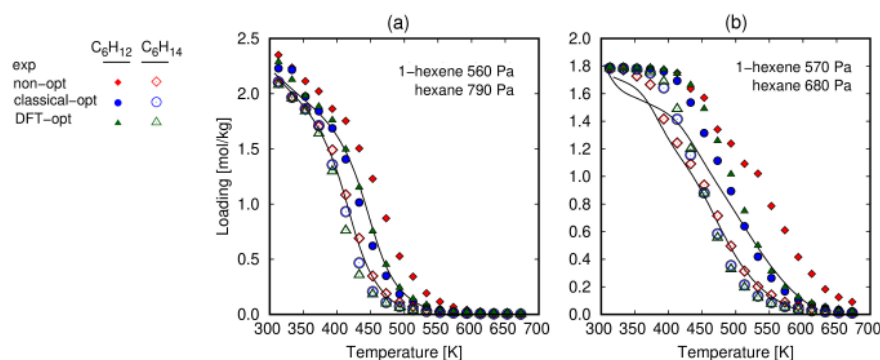 C6H12 C6H14
exp
non-opt
classical-opt
DFT-opt
(a)
1-hexene 560 Pa
hexane 790 Pa
Loading [mol/kg]
2.5
2.0
1.5
1.0
0.5
0.0
300 350 400 450 500 550 600 650 700
Temperature [K]
(b)
1-hexene 570 Pa
hexane 680 Pa
1.8
1.6
1.4
1.2
1.0
0.8
0.6
0.4
0.2
0.0
300 350 400 450 500 550 600 650 700
Temperature [K]